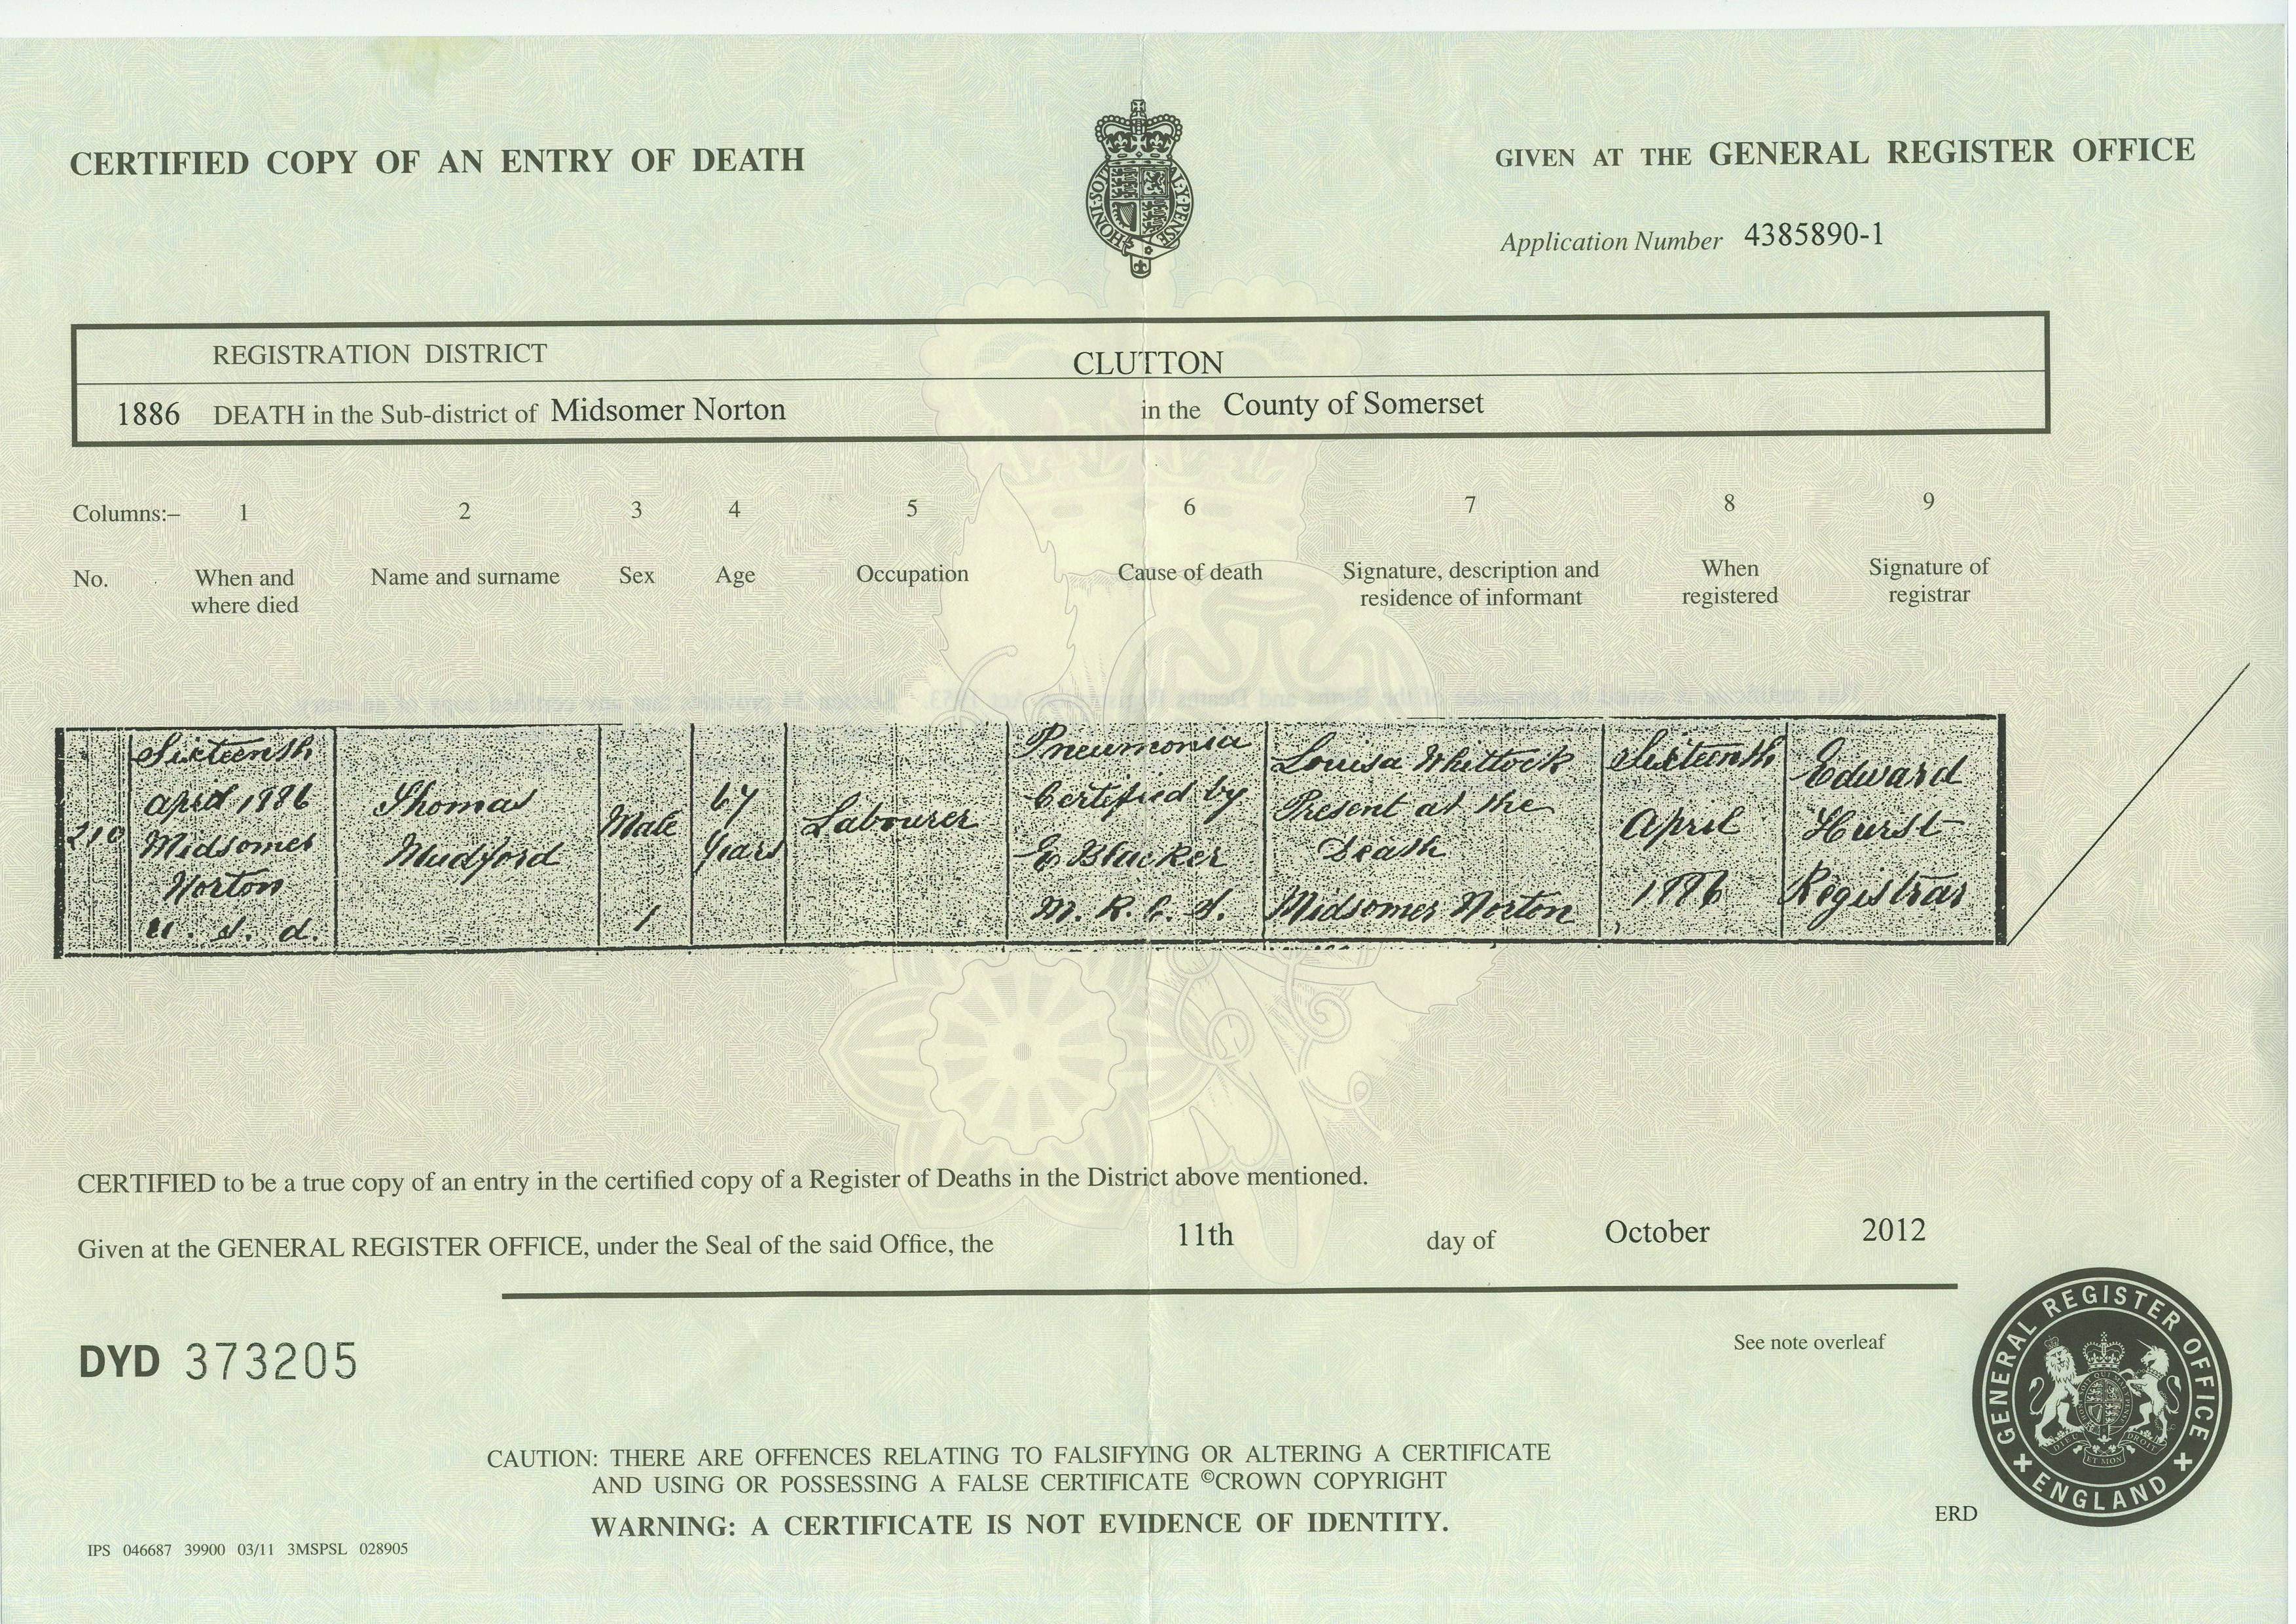 CERTIFIED COPY OF AN ENTRY OF DEATH
GIVEN AT THE GENERAL REGISTER OFFICE
HONI·SOIT
L·Y·PENSE
Application Number 4385890-1
REGISTRATION DISTRICT CLUTTON
1886 DEATH in the Sub-district of Midsomer Norton in the County of Somerset
Columns:– 1 2 3 4 5 6 7 8 9
No. When and where died Name and surname Sex Age Occupation Cause of death Signature, description and residence of informant When registered Signature of registrar
210
Sixteenth
April 1886
Midsomer
Norton
U. S. d.
Thomas
Mudford
Male
67
Years
Labourer
Pneumonia
Certified by
E Blacker
M. R. C. S.
Louisa Whittock
Present at the
Death
Midsomer Norton
Sixteenth
April
1886
Edward
Hurst
Registrar
CERTIFIED to be a true copy of an entry in the certified copy of a Register of Deaths in the District above mentioned.
Given at the GENERAL REGISTER OFFICE, under the Seal of the said Office, the 11th day of October 2012
DYD 373205
See note overleaf
GENERAL REGISTER OFFICE
ENGLAND
CAUTION: THERE ARE OFFENCES RELATING TO FALSIFYING OR ALTERING A CERTIFICATE
AND USING OR POSSESSING A FALSE CERTIFICATE ©CROWN COPYRIGHT
WARNING: A CERTIFICATE IS NOT EVIDENCE OF IDENTITY.
ERD
IPS 046687 39900 03/11 3MSPSL 028905